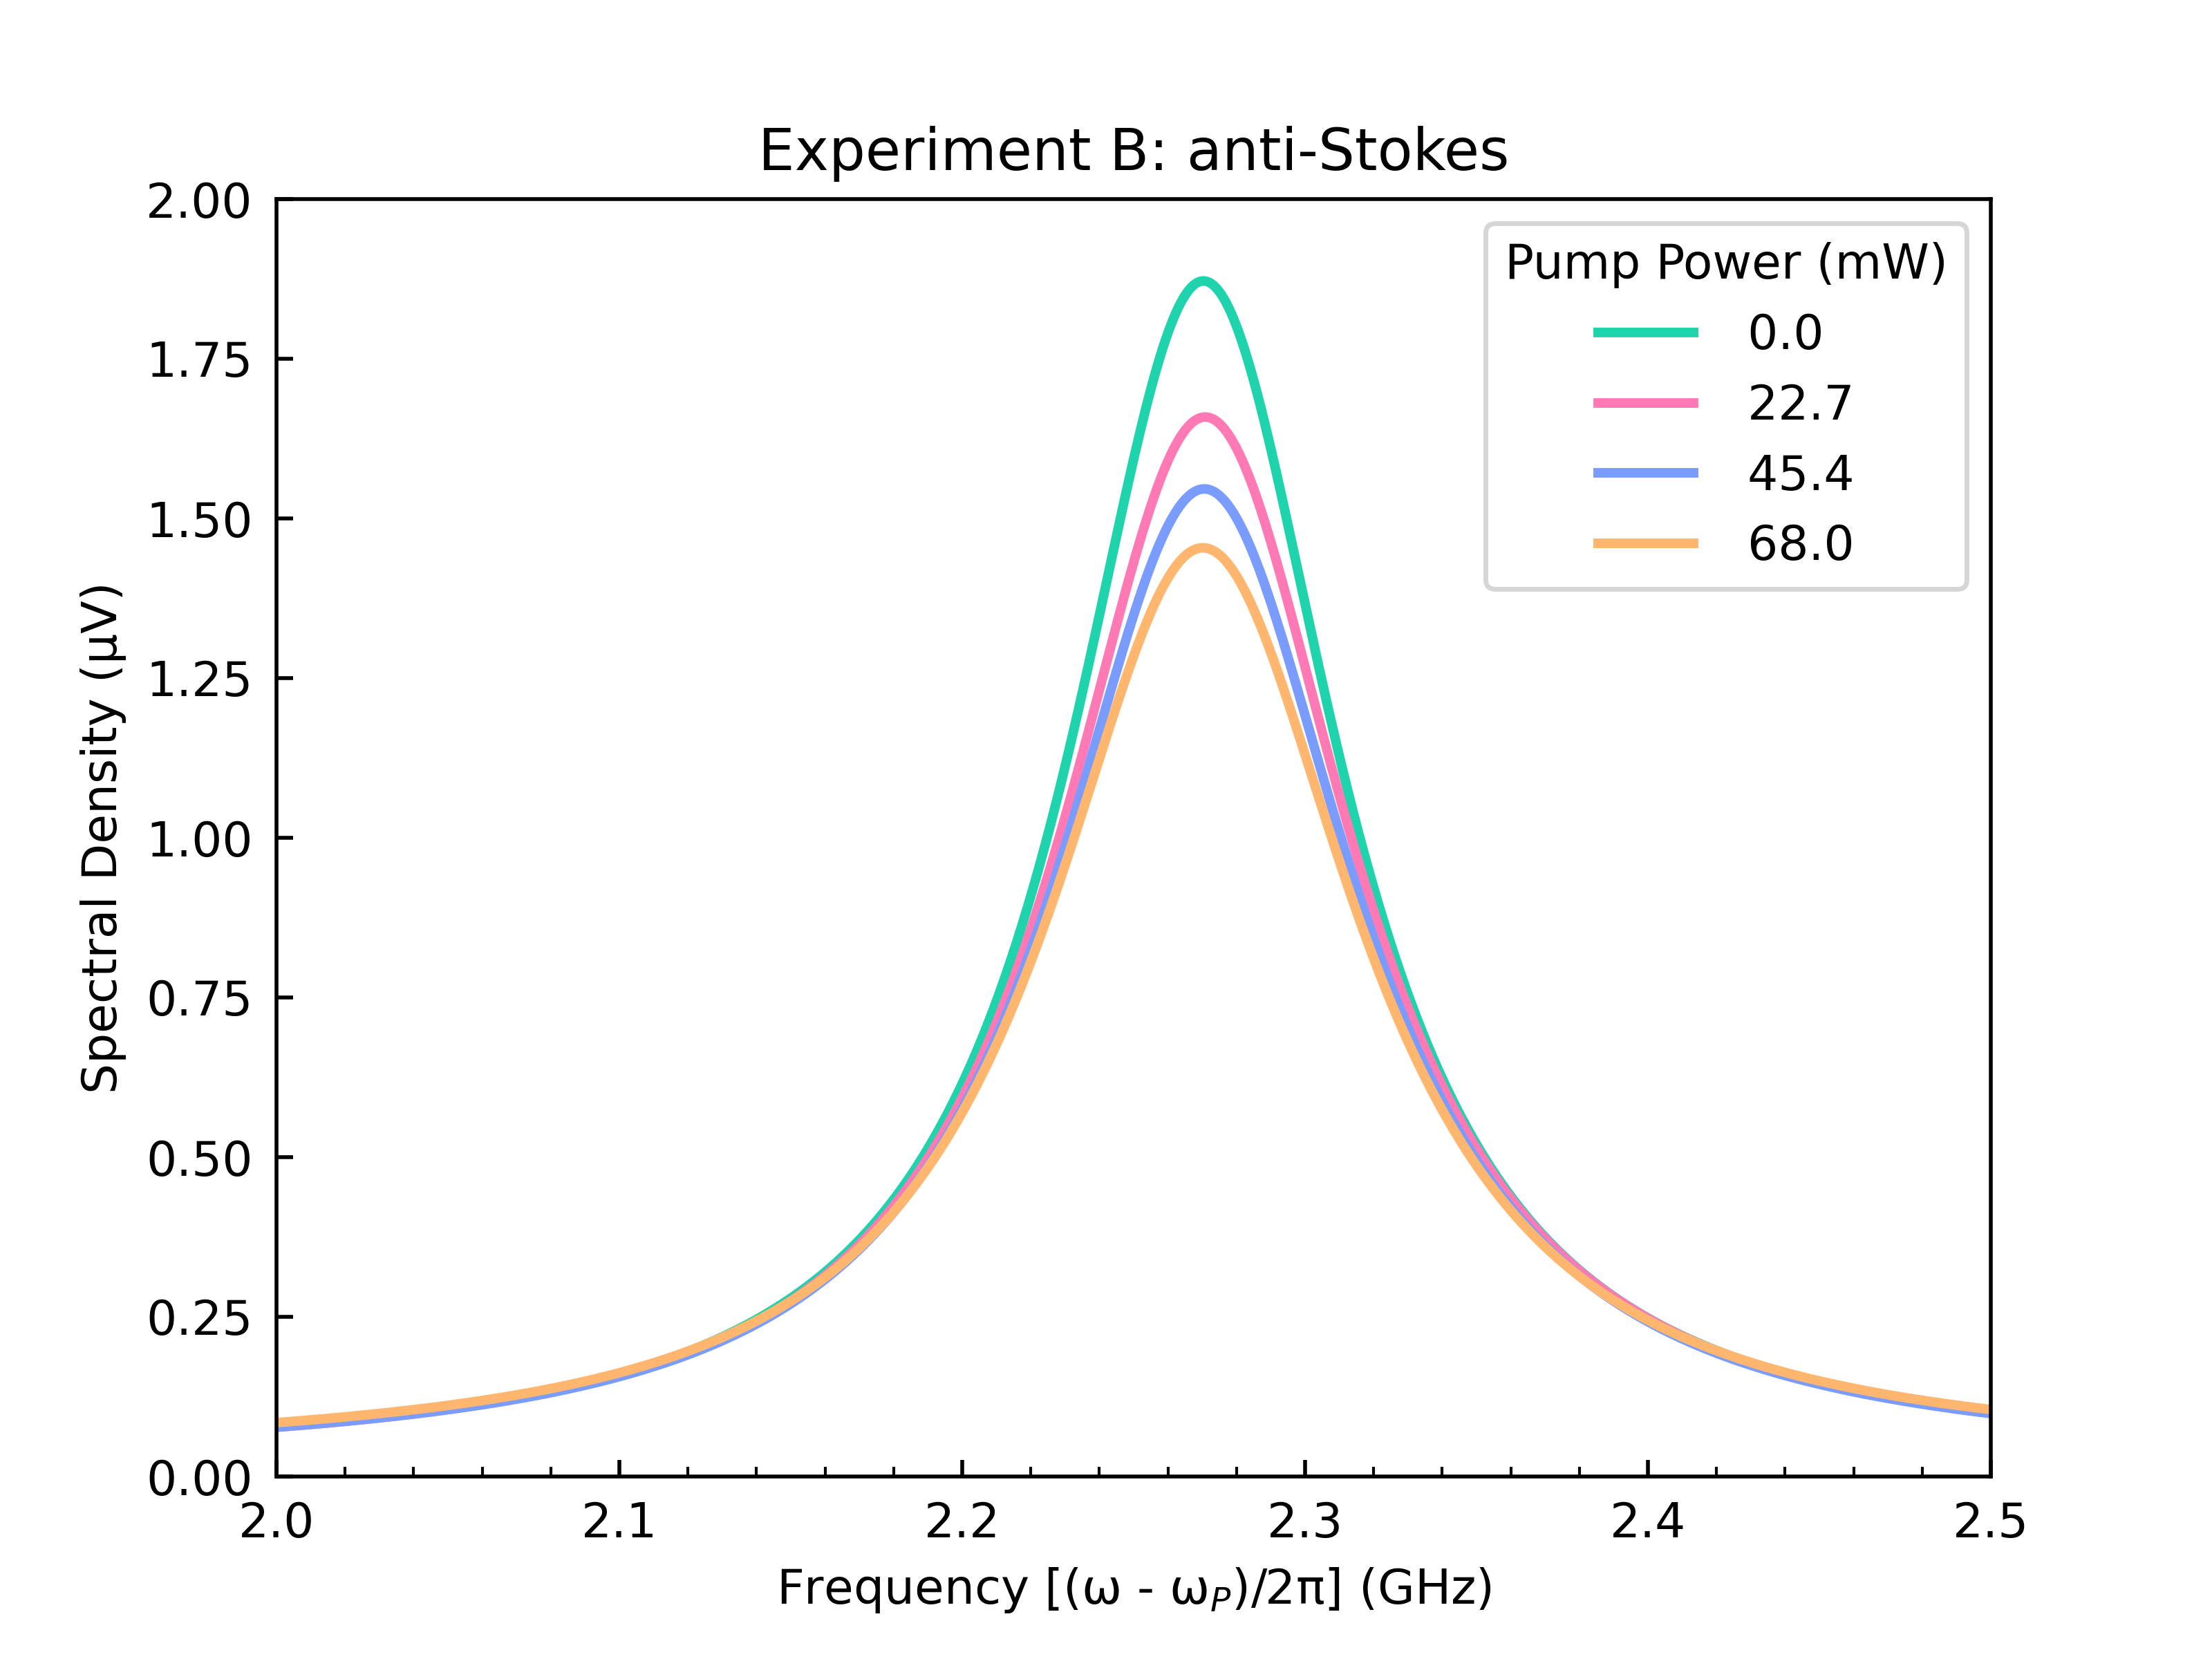 Experiment B: anti-Stokes
2.00
1.75
1.50
1.25
1.00
0.75
0.50
0.25
0.00
Spectral Density (μV)
Pump Power (mW)
0.0
22.7
45.4
68.0
2.0 2.1 2.2 2.3 2.4 2.5
Frequency [(ω - ω_P)/2π] (GHz)